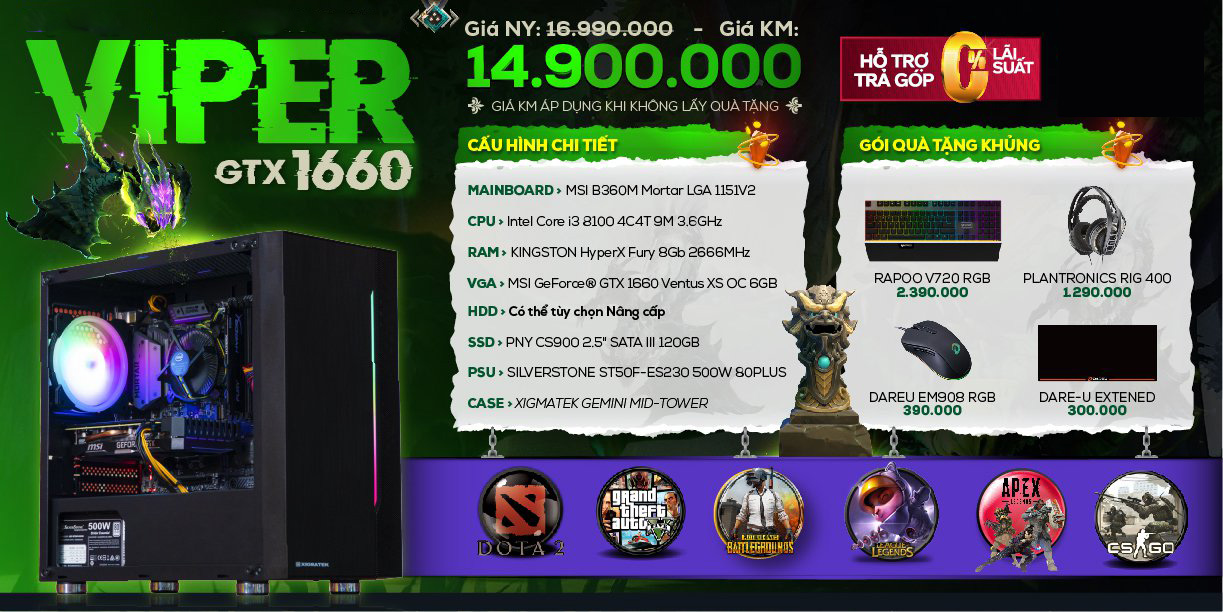 VIPER
GTX 1660
Giá NY: 16.990.000 - Giá KM:
14.900.000
GIÁ KM ÁP DỤNG KHI KHÔNG LẤY QUÀ TẶNG
HỖ TRỢ
TRẢ GÓP
0%
LÃI
SUẤT
CẤU HÌNH CHI TIẾT
MAINBOARD › MSI B360M Mortar LGA 1151V2
CPU › Intel Core i3 8100 4C4T 9M 3.6GHz
RAM › KINGSTON HyperX Fury 8Gb 2666MHz
VGA › MSI GeForce® GTX 1660 Ventus XS OC 6GB
HDD › Có thể tùy chọn Nâng cấp
SSD › PNY CS900 2.5" SATA III 120GB
PSU › SILVERSTONE ST50F-ES230 500W 80PLUS
CASE › XIGMATEK GEMINI MID-TOWER
GÓI QUÀ TẶNG KHỦNG
RAPOO V720 RGB
2.390.000
PLANTRONICS RIG 400
1.290.000
DAREU EM908 RGB
390.000
DARE-U EXTENED
300.000
intel
MORTAR
msi
GEFORCE
SilverStone
500W
XIGMATEK
DOTA 2
grand
theft
auto V
PLAYERUNKNOWN'S
BATTLEGROUNDS
LEAGUE of
LEGENDS
APEX
LEGENDS
CS GO